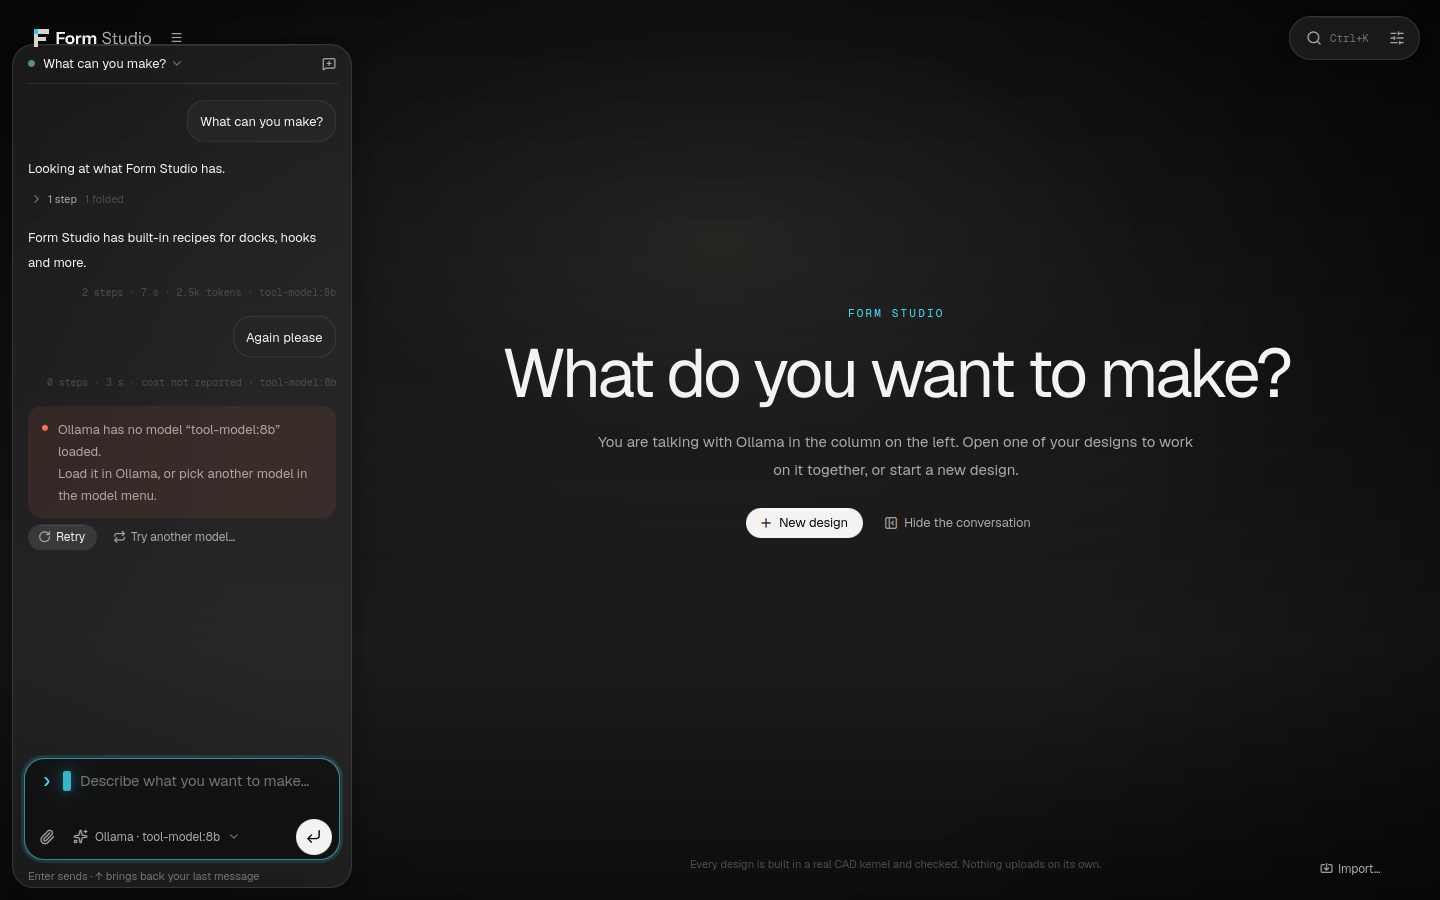 Form Studio
Ctrl+K
What can you make?
What can you make?
Looking at what Form Studio has.
1 step 1 folded
Form Studio has built-in recipes for docks, hooks
and more.
2 steps · 7 s · 2.5k tokens · tool-model:8b
Again please
0 steps · 3 s · cost not reported · tool-model:8b
Ollama has no model “tool-model:8b”
loaded.
Load it in Ollama, or pick another model in
the model menu.
Retry
Try another model…
Describe what you want to make…
Ollama · tool-model:8b
Enter sends · ↑ brings back your last message
FORM STUDIO
What do you want to make?
You are talking with Ollama in the column on the left. Open one of your designs to work
on it together, or start a new design.
New design
Hide the conversation
Every design is built in a real CAD kernel and checked. Nothing uploads on its own.
Import…